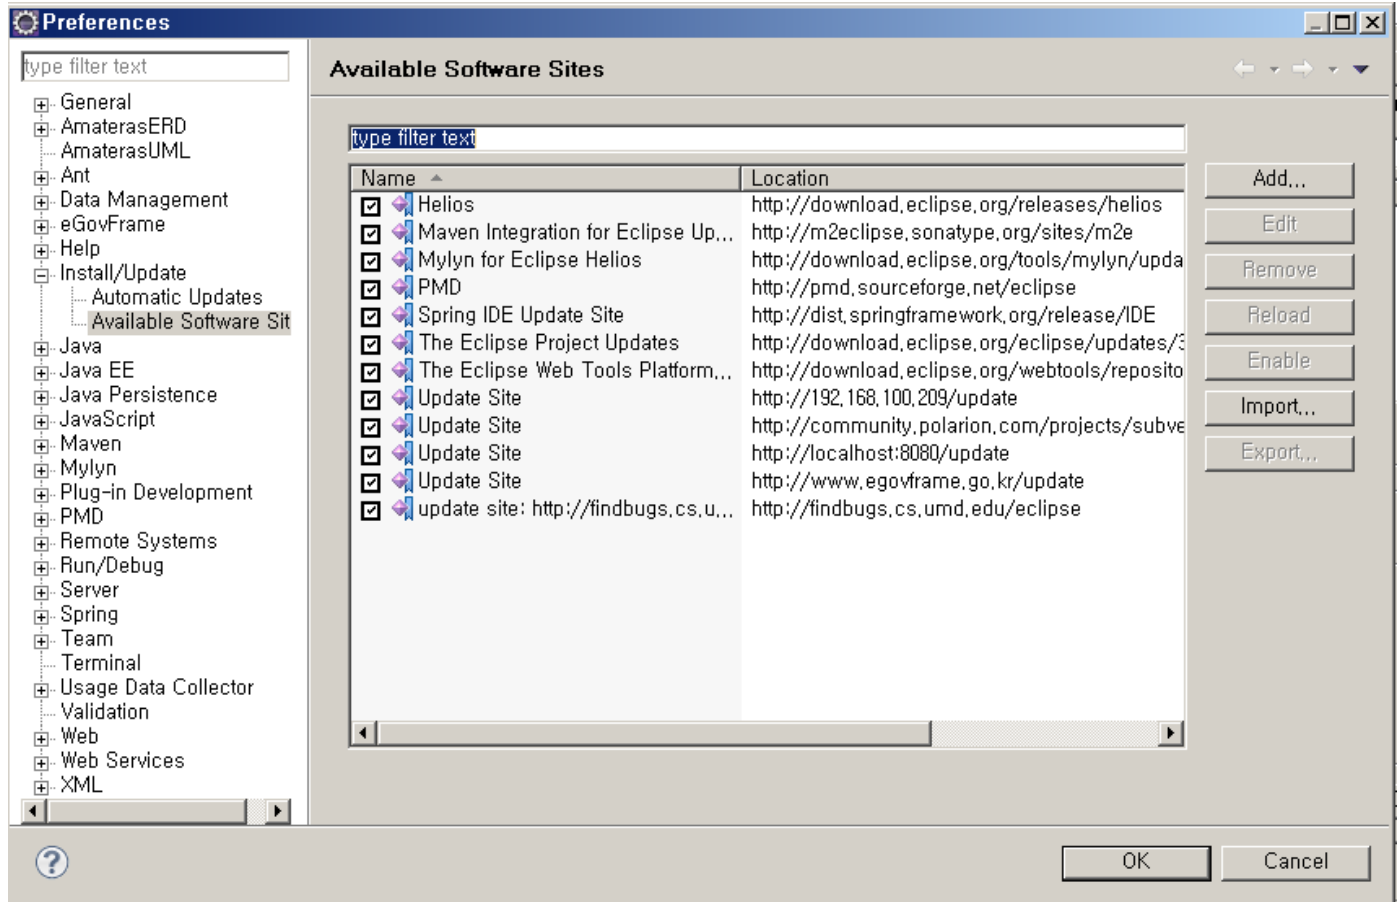 Preferences
type filter text
General
AmaterasERD
AmaterasUML
Ant
Data Management
eGovFrame
Help
Install/Update
Automatic Updates
Available Software Sit
Java
Java EE
Java Persistence
JavaScript
Maven
Mylyn
Plug-in Development
PMD
Remote Systems
Run/Debug
Server
Spring
Team
Terminal
Usage Data Collector
Validation
Web
Web Services
XML
Available Software Sites
type filter text
Name Location
Helios http://download.eclipse.org/releases/helios
Maven Integration for Eclipse Up... http://m2eclipse.sonatype.org/sites/m2e
Mylyn for Eclipse Helios http://download.eclipse.org/tools/mylyn/upda
PMD http://pmd.sourceforge.net/eclipse
Spring IDE Update Site http://dist.springframework.org/release/IDE
The Eclipse Project Updates http://download.eclipse.org/eclipse/updates/3
The Eclipse Web Tools Platform... http://download.eclipse.org/webtools/reposito
Update Site http://192.168.100.209/update
Update Site http://community.polarion.com/projects/subve
Update Site http://localhost:8080/update
Update Site http://www.egovframe.go.kr/update
update site: http://findbugs.cs.u... http://findbugs.cs.umd.edu/eclipse
Add...
Edit
Remove
Reload
Enable
Import...
Export...
OK Cancel